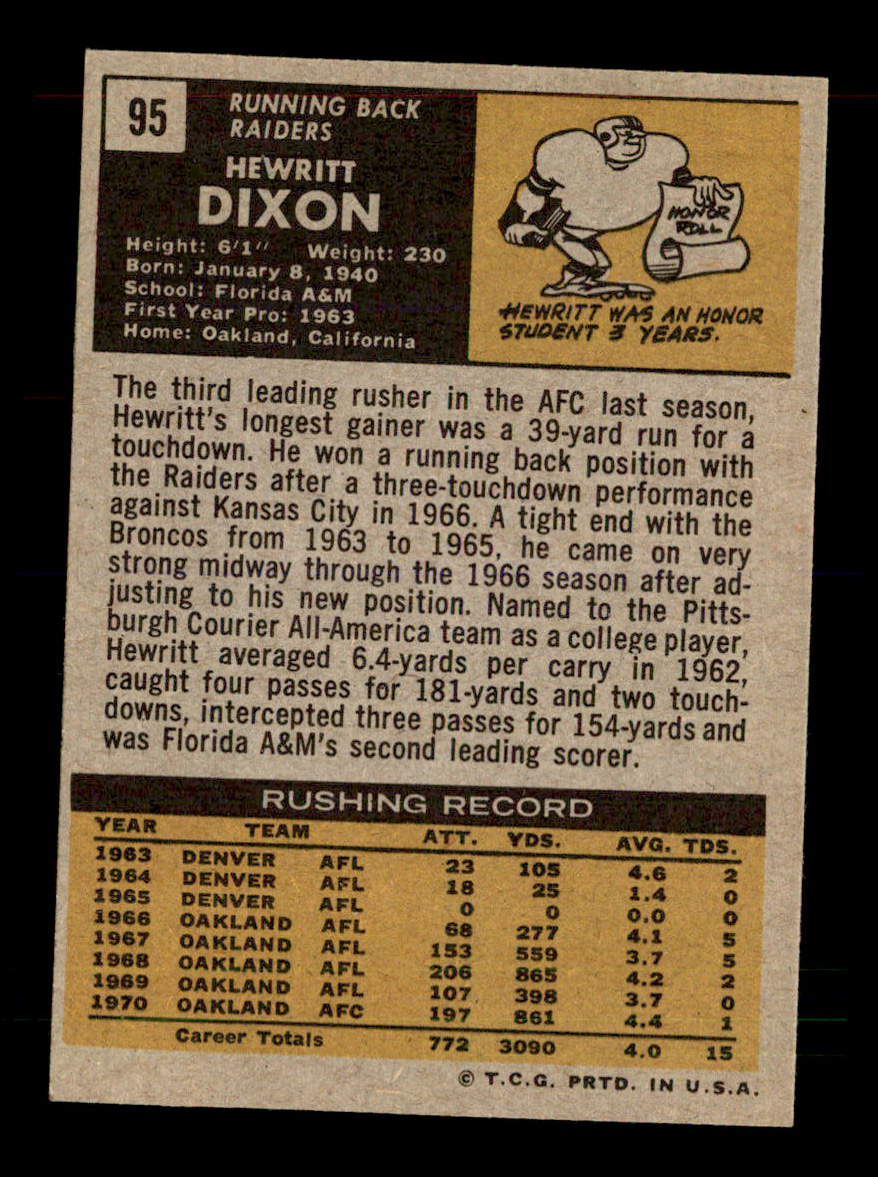 95
RUNNING BACK
RAIDERS
HEWRITT
DIXON
Height: 6'1" Weight: 230
Born: January 8, 1940
School: Florida A&M
First Year Pro: 1963
Home: Oakland, California
HONOR
ROLL
HEWRITT WAS AN HONOR
STUDENT 3 YEARS.
The third leading rusher in the AFC last season,
Hewritt's longest gainer was a 39-yard run for a
touchdown. He won a running back position with
the Raiders after a three-touchdown performance
against Kansas City in 1966. A tight end with the
Broncos from 1963 to 1965, he came on very
strong midway through the 1966 season after ad-
justing to his new position. Named to the Pitts-
burgh Courier All-America team as a college player,
Hewritt averaged 6.4-yards per carry in 1962,
caught four passes for 181-yards and two touch-
downs, intercepted three passes for 154-yards and
was Florida A&M's second leading scorer.
RUSHING RECORD
YEAR TEAM ATT. YDS. AVG. TDS.
1963 DENVER AFL 23 105 4.6 2
1964 DENVER AFL 18 25 1.4 0
1965 DENVER AFL 0 0 0.0 0
1966 OAKLAND AFL 68 277 4.1 5
1967 OAKLAND AFL 153 559 3.7 5
1968 OAKLAND AFL 206 865 4.2 2
1969 OAKLAND AFL 107 398 3.7 0
1970 OAKLAND AFC 197 861 4.4 1
Career Totals 772 3090 4.0 15
© T.C.G. PRTD. IN U.S.A.